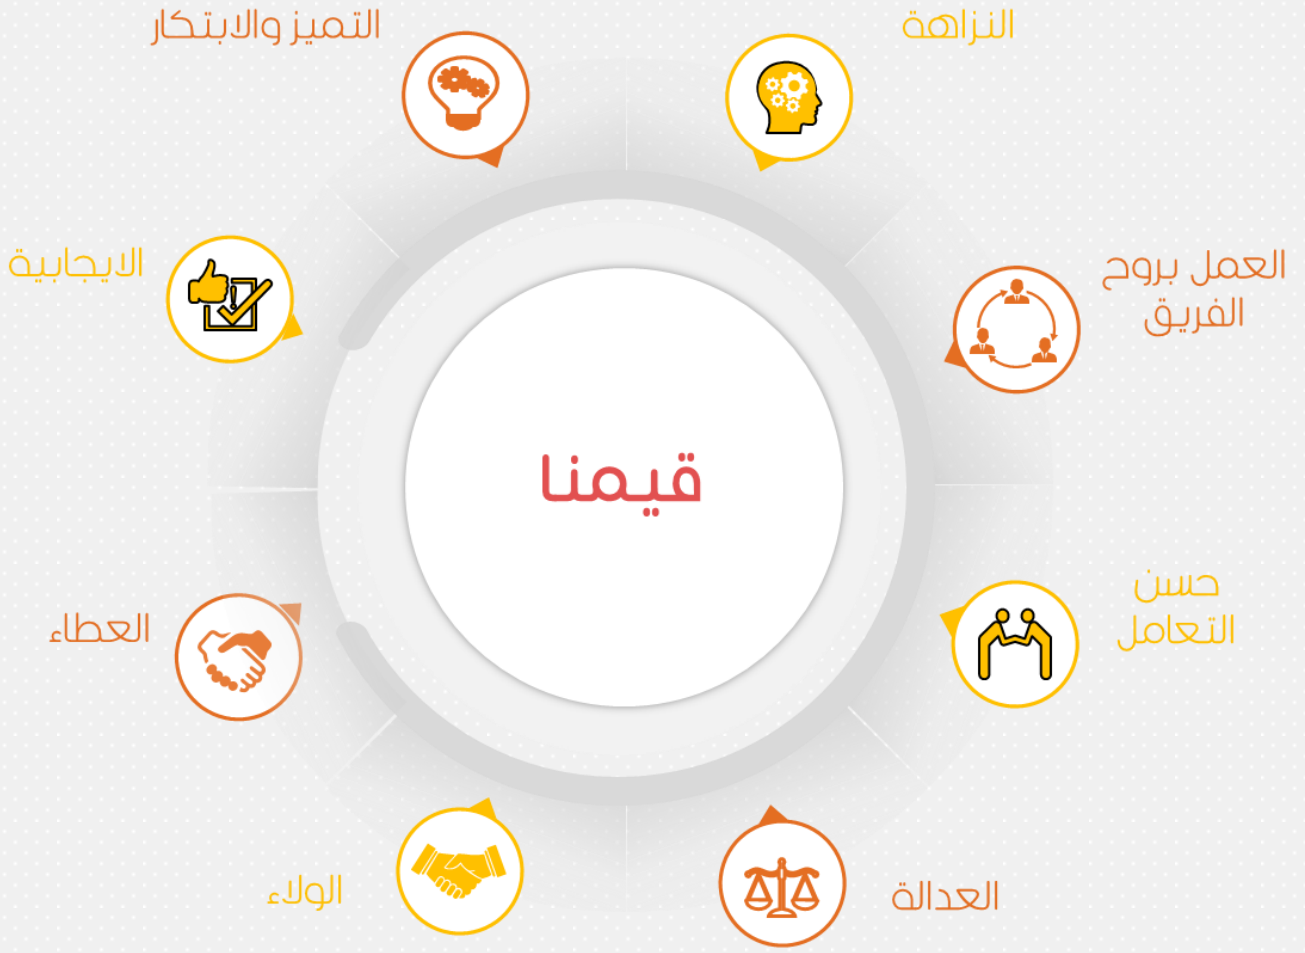 قيمنا
النزاهة
العمل بروح
الفريق
حسن
التعامل
العدالة
الولاء
العطاء
الايجابية
التميز والابتكار